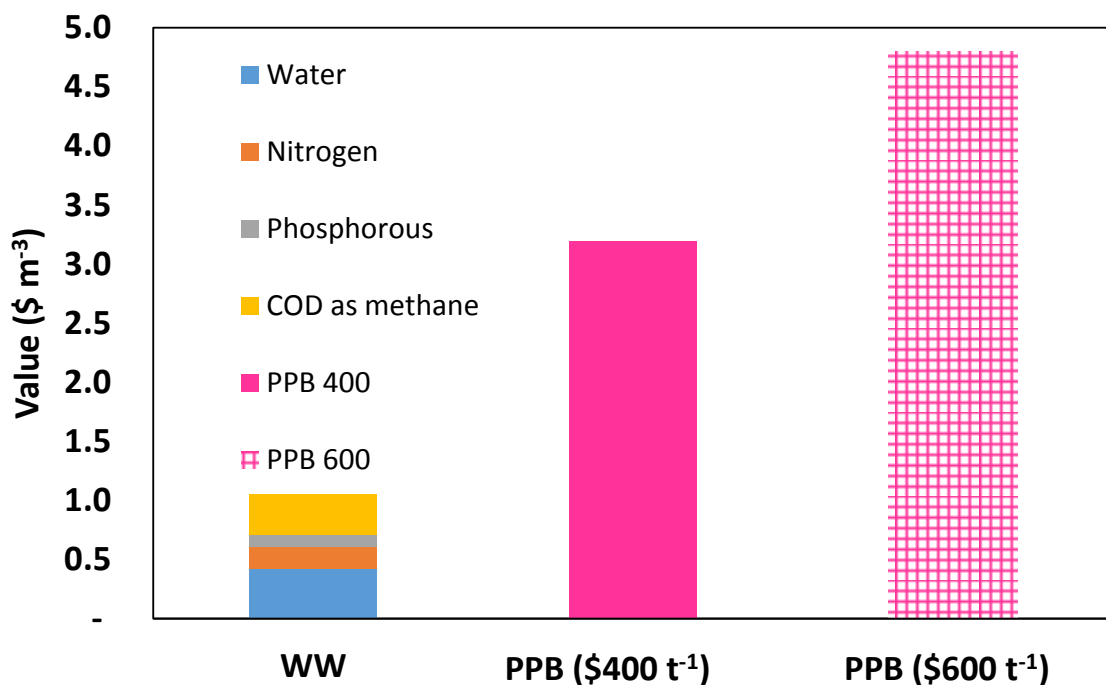 5.0
4.5
4.0
3.5
3.0
2.5
2.0
1.5
1.0
0.5
-
Value ($ m⁻³)
Water
Nitrogen
Phosphorous
COD as methane
PPB 400
PPB 600
WW
PPB ($400 t⁻¹)
PPB ($600 t⁻¹)